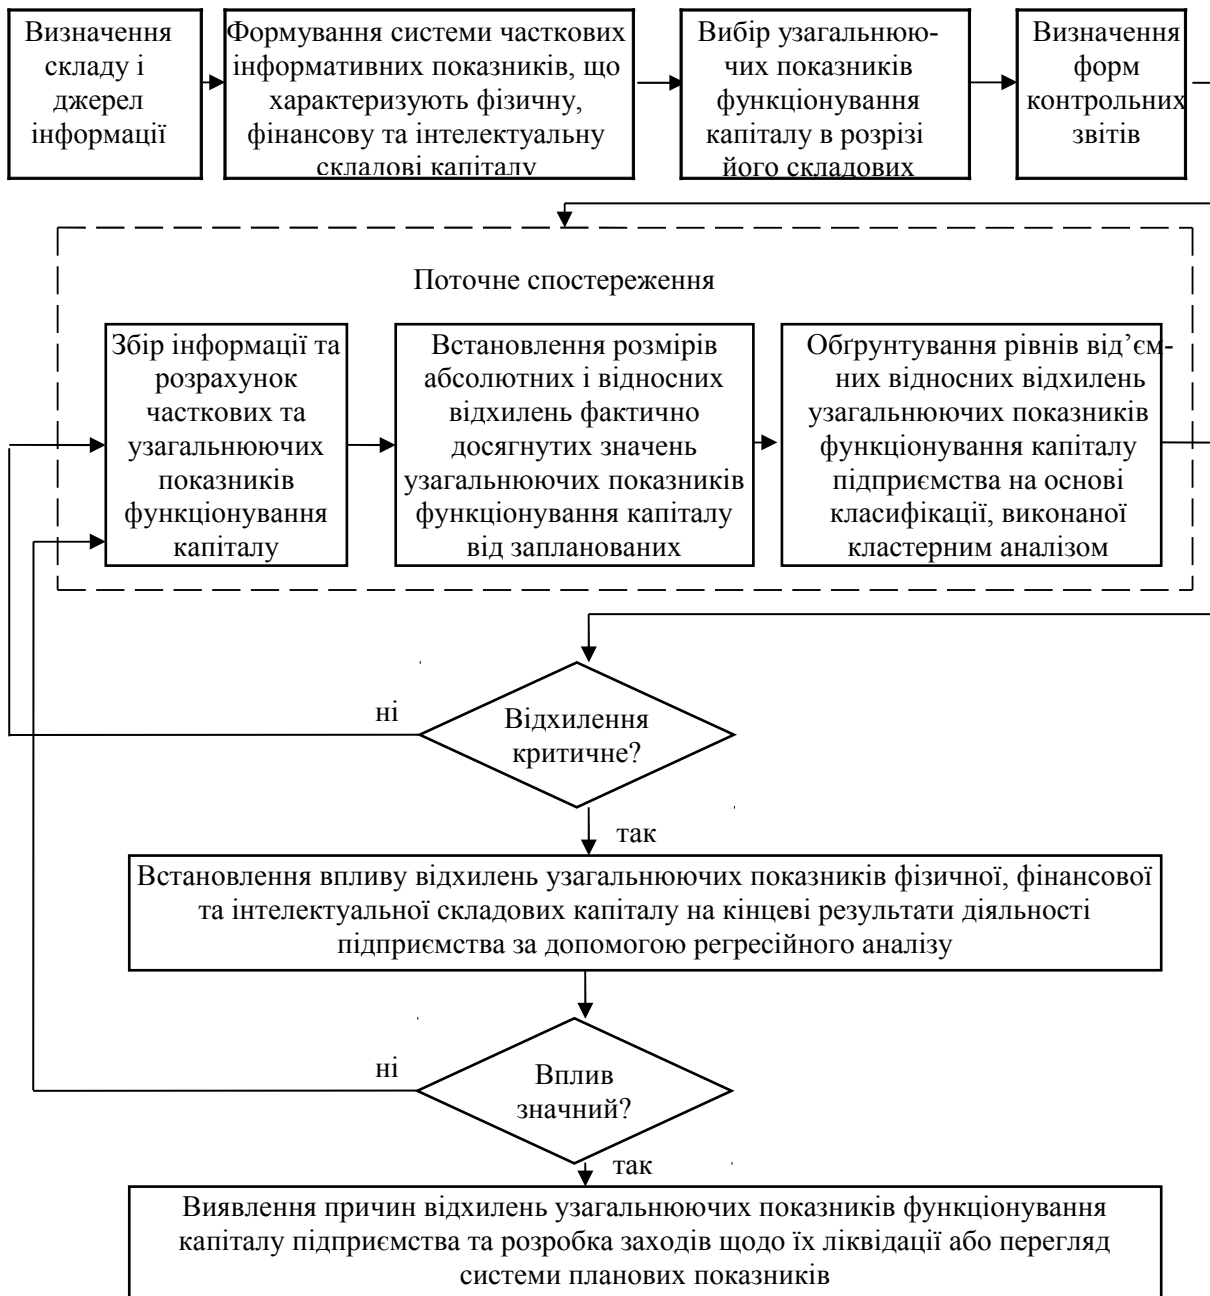 Визначення
складу і
джерел
інформації
Формування системи часткових
інформативних показників, що
характеризують фізичну,
фінансову та інтелектуальну
складові капіталу
Вибір узагальнюю-
чих показників
функціонування
капіталу в розрізі
його складових
Визначення
форм
контрольних
звітів
Поточне спостереження
Збір інформації та
розрахунок
часткових та
узагальнюючих
показників
функціонування
капіталу
Встановлення розмірів
абсолютних і відносних
відхилень фактично
досягнутих значень
узагальнюючих показників
функціонування капіталу
від запланованих
Обґрунтування рівнів від’єм-
них відносних відхилень
узагальнюючих показників
функціонування капіталу
підприємства на основі
класифікації, виконаної
кластерним аналізом
ні
Відхилення
критичне?
так
Встановлення впливу відхилень узагальнюючих показників фізичної, фінансової
та інтелектуальної складових капіталу на кінцеві результати діяльності
підприємства за допомогою регресійного аналізу
ні
Вплив
значний?
так
Виявлення причин відхилень узагальнюючих показників функціонування
капіталу підприємства та розробка заходів щодо їх ліквідації або перегляд
системи планових показників